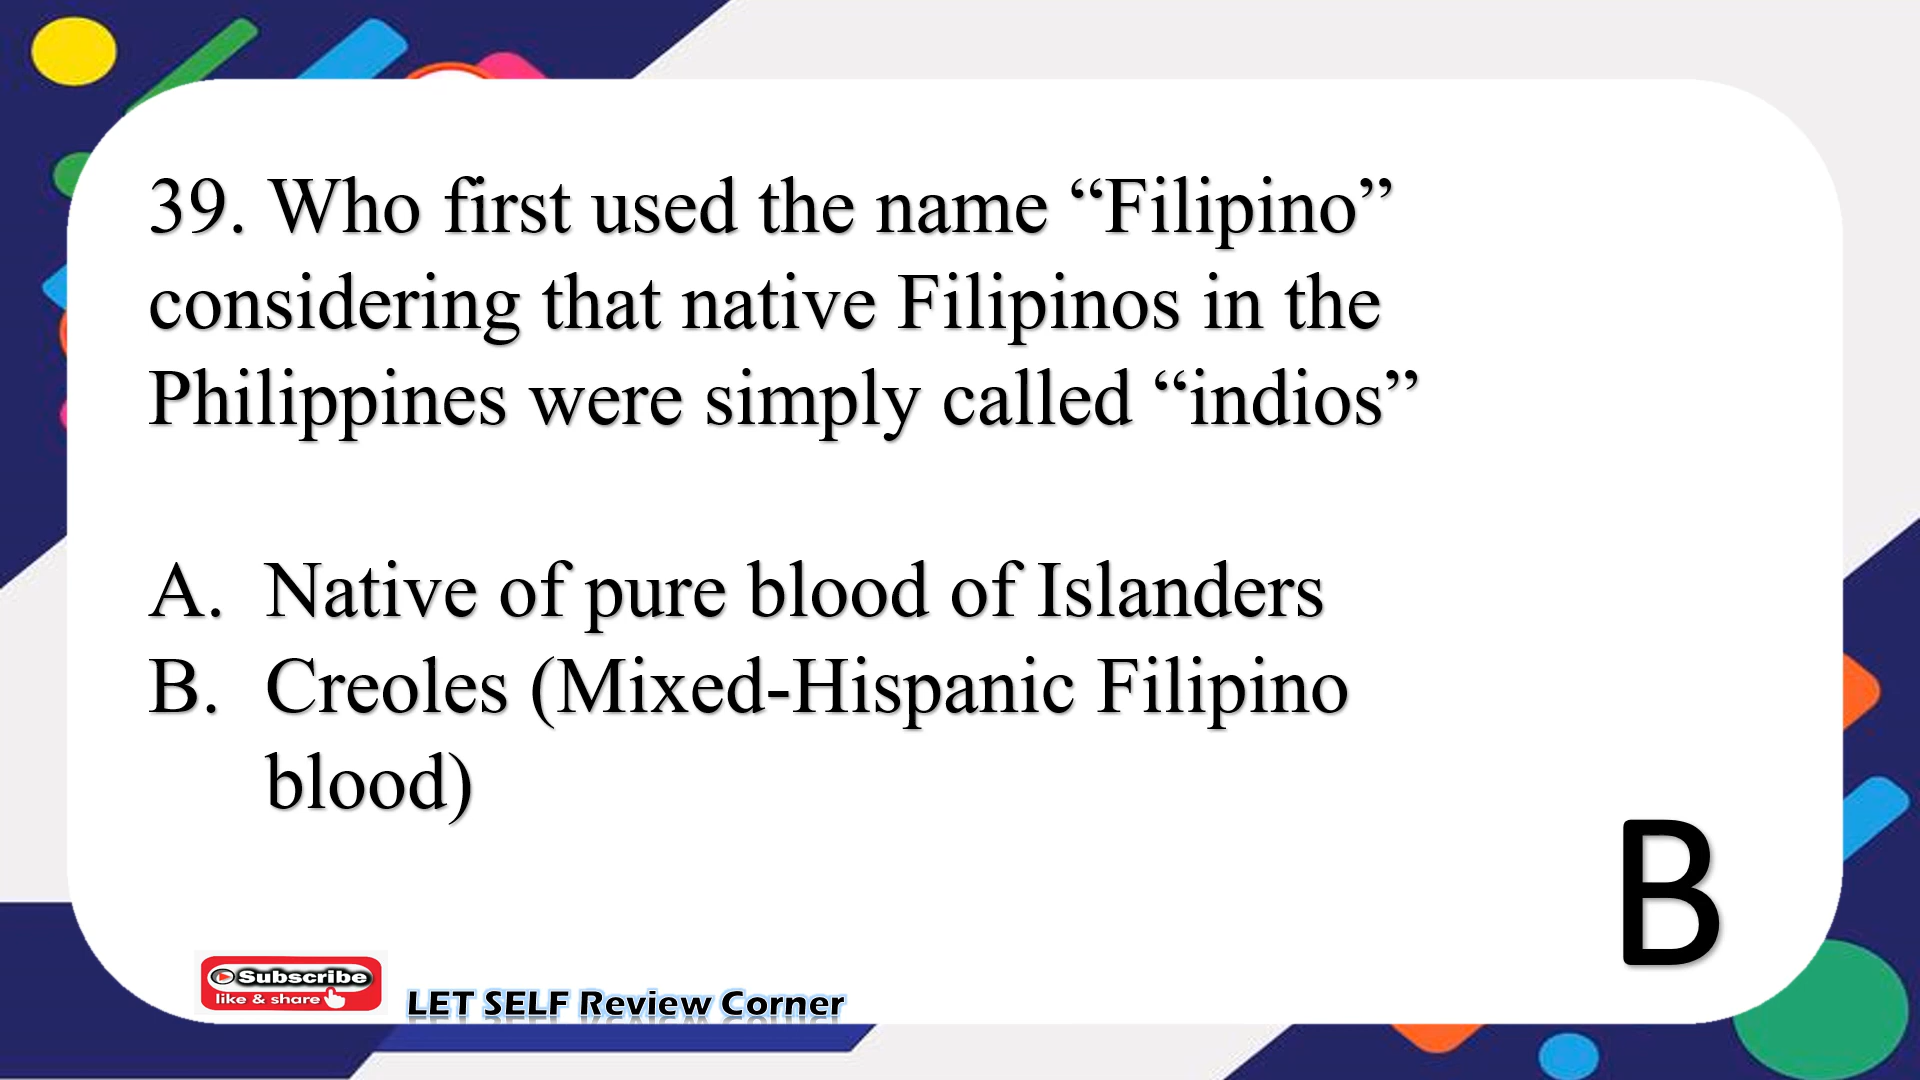 39. Who first used the name “Filipino”
considering that native Filipinos in the
Philippines were simply called “indios”
A. Native of pure blood of Islanders
B. Creoles (Mixed-Hispanic Filipino
blood)
B
Subscribe
like & share
LET SELF Review Corner